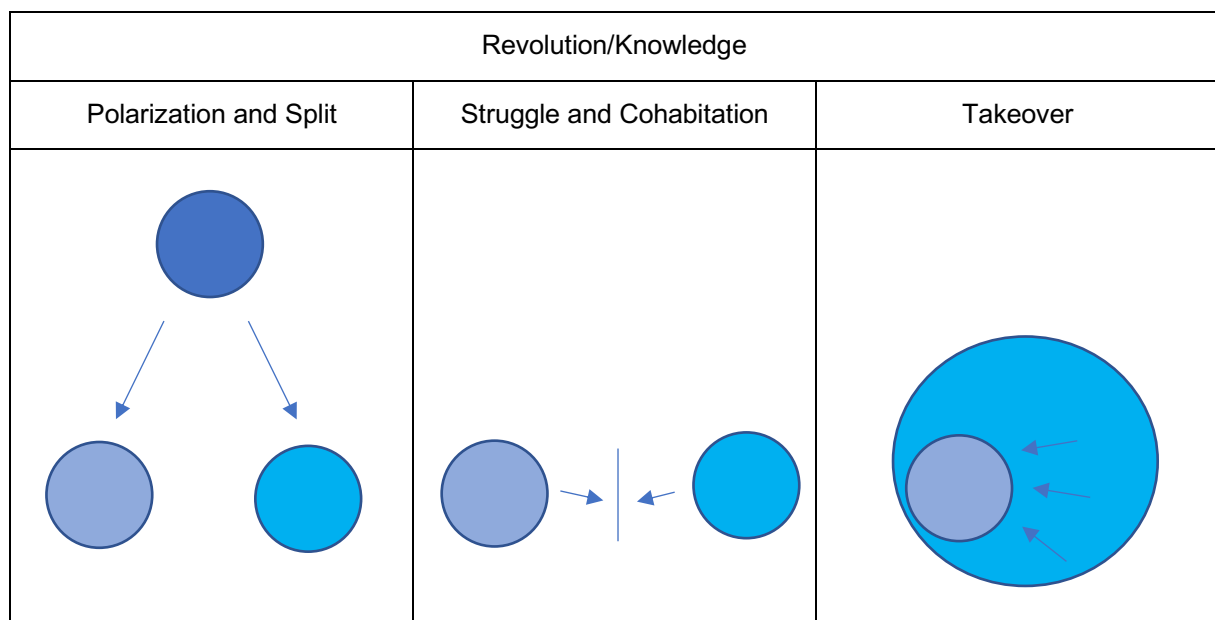 Revolution/Knowledge
Polarization and Split
Struggle and Cohabitation
Takeover